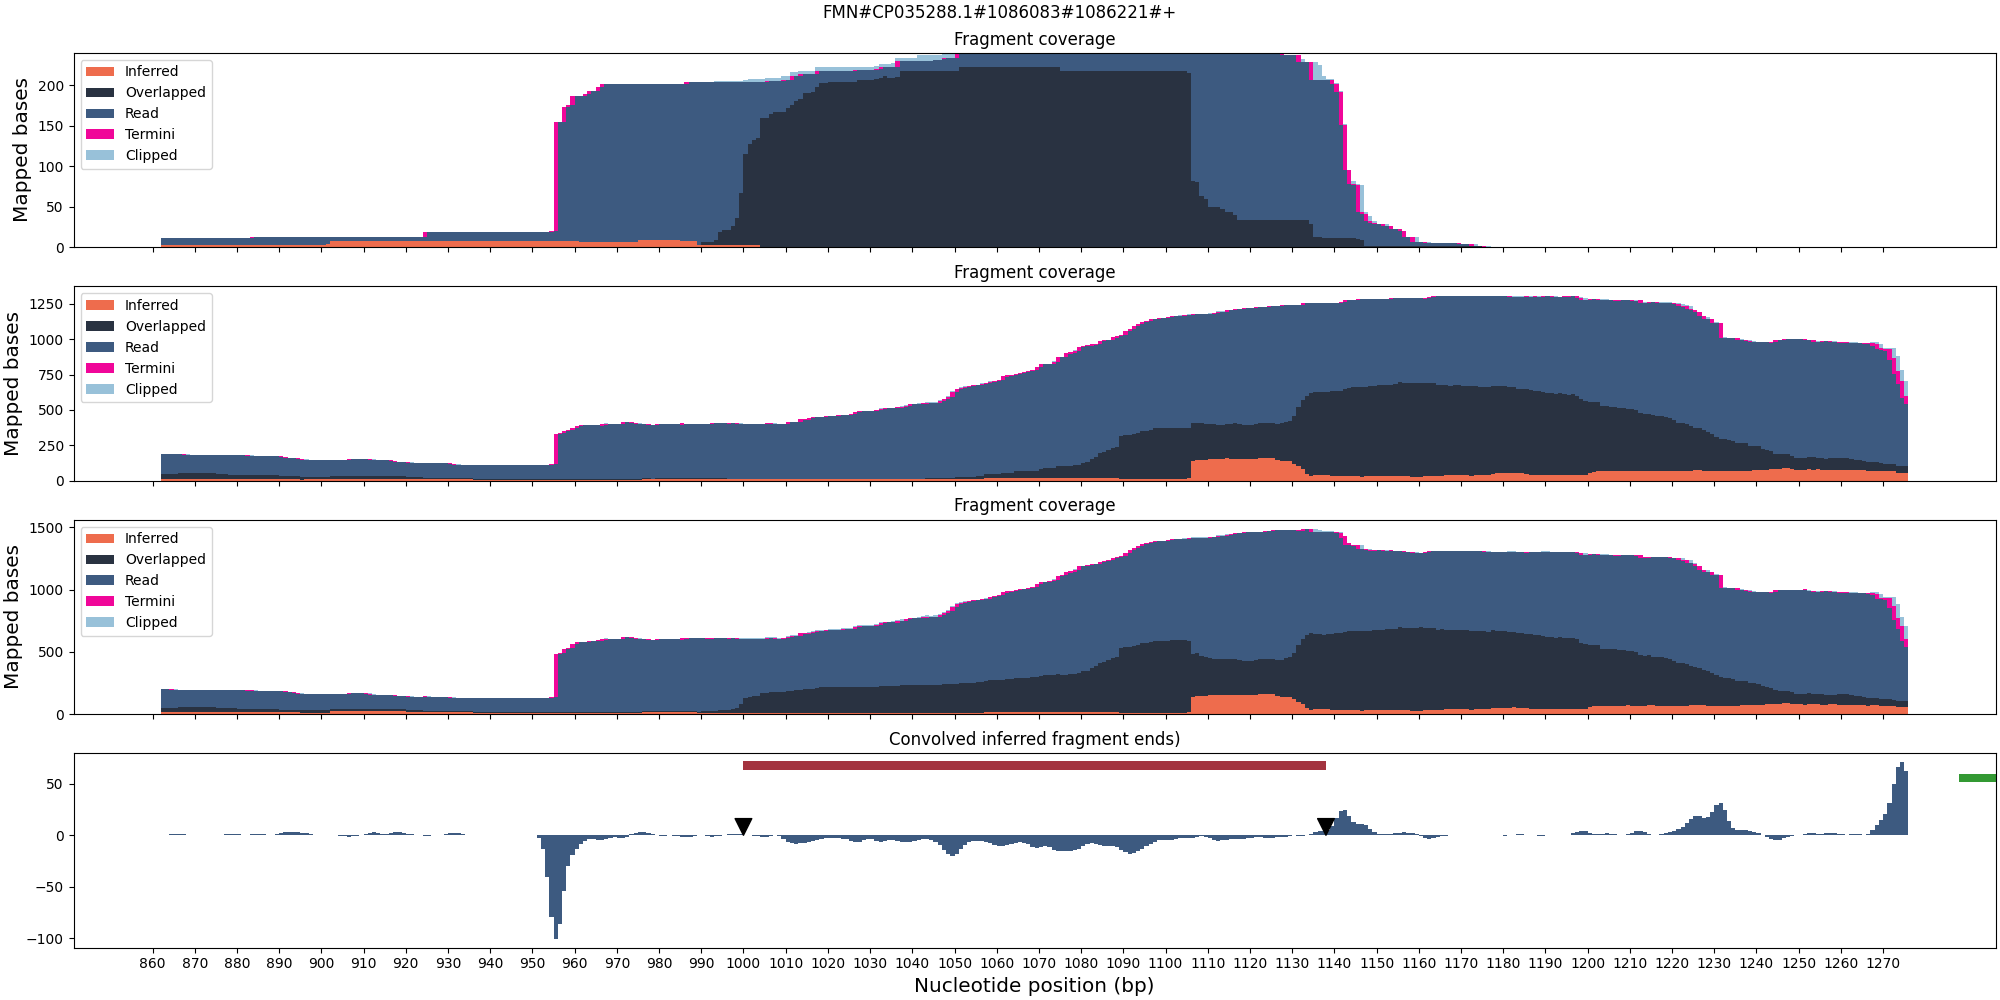 FMN#CP035288.1#1086083#1086221#+
Fragment coverage
Mapped bases
200
150
100
50
0
Inferred
Overlapped
Read
Termini
Clipped
Fragment coverage
Mapped bases
1250
1000
750
500
250
0
Inferred
Overlapped
Read
Termini
Clipped
Fragment coverage
Mapped bases
1500
1000
500
0
Inferred
Overlapped
Read
Termini
Clipped
Convolved inferred fragment ends)
50
0
−50
−100
860 870 880 890 900 910 920 930 940 950 960 970 980 990 1000 1010 1020 1030 1040 1050 1060 1070 1080 1090 1100 1110 1120 1130 1140 1150 1160 1170 1180 1190 1200 1210 1220 1230 1240 1250 1260 1270
Nucleotide position (bp)